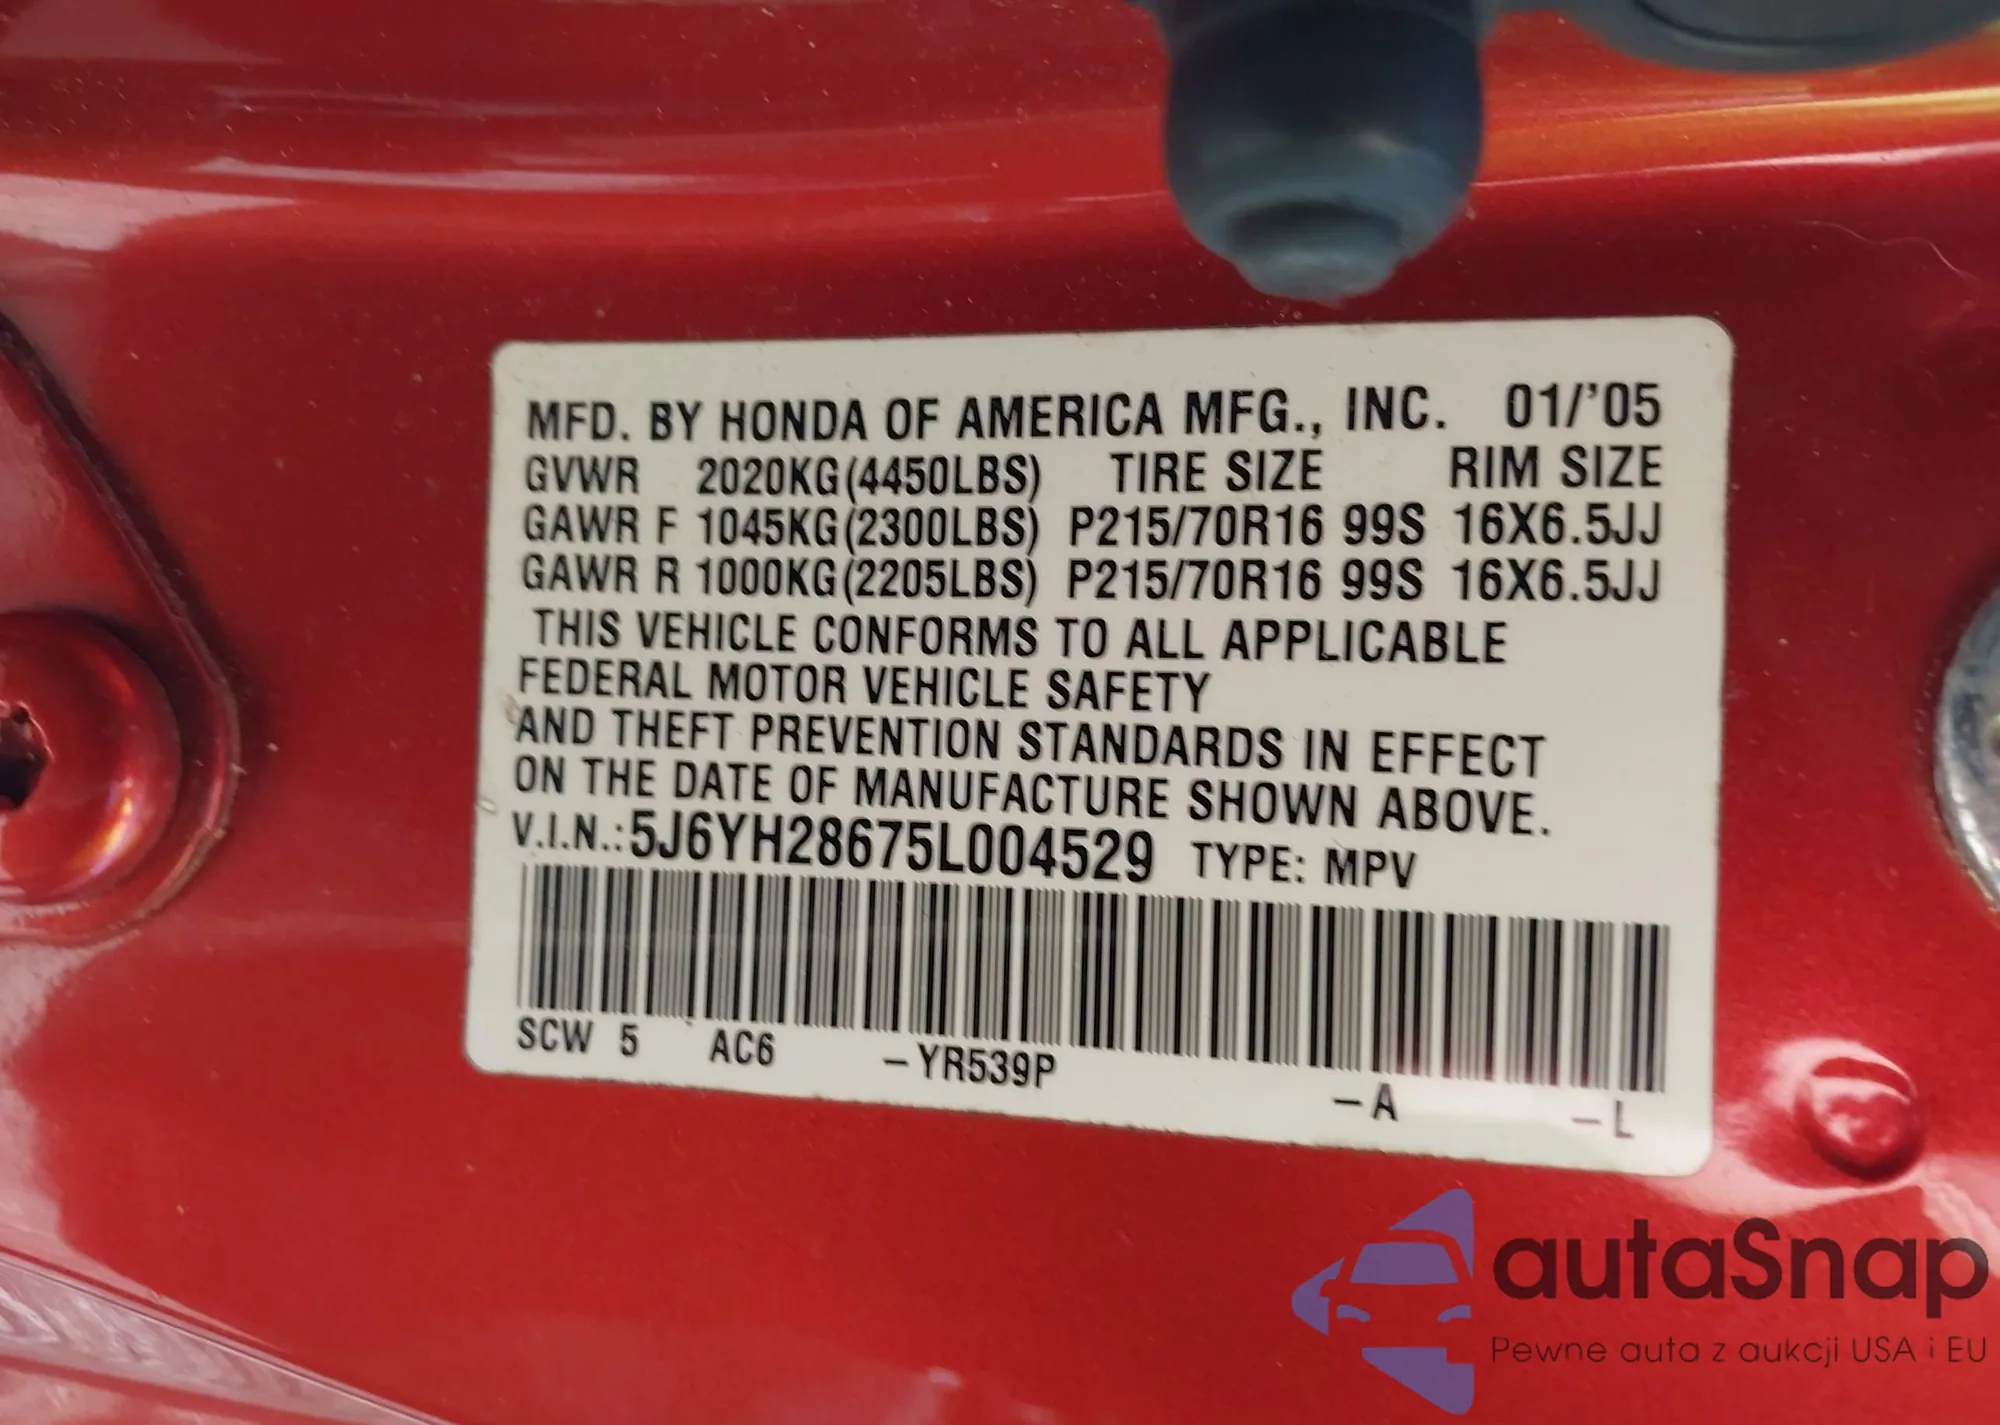 MFD. BY HONDA OF AMERICA MFG., INC. 01/'05
GVWR 2020KG(4450LBS) TIRE SIZE RIM SIZE
GAWR F 1045KG(2300LBS) P215/70R16 99S 16X6.5JJ
GAWR R 1000KG(2205LBS) P215/70R16 99S 16X6.5JJ
THIS VEHICLE CONFORMS TO ALL APPLICABLE
FEDERAL MOTOR VEHICLE SAFETY
AND THEFT PREVENTION STANDARDS IN EFFECT
ON THE DATE OF MANUFACTURE SHOWN ABOVE.
V.I.N.:5J6YH28675L004529 TYPE: MPV
SCW 5 AC6 –YR539P –A –L
autaSnap
Pewne auta z aukcji USA i EU